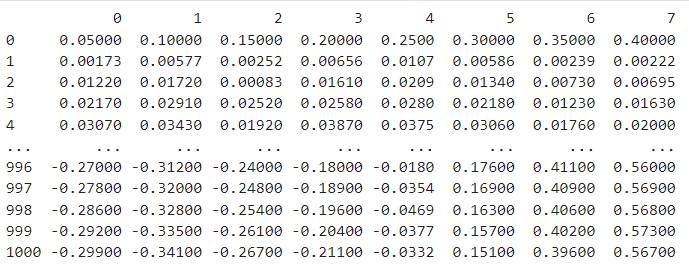 0 1 2 3 4 5 6 7
0 0.05000 0.10000 0.15000 0.20000 0.2500 0.30000 0.35000 0.40000
1 0.00173 0.00577 0.00252 0.00656 0.0107 0.00586 0.00239 0.00222
2 0.01220 0.01720 0.00083 0.01610 0.0209 0.01340 0.00730 0.00695
3 0.02170 0.02910 0.02520 0.02580 0.0280 0.02180 0.01230 0.01630
4 0.03070 0.03430 0.01920 0.03870 0.0375 0.03060 0.01760 0.02000
... ... ... ... ... ... ... ... ...
996 -0.27000 -0.31200 -0.24000 -0.18000 -0.0180 0.17600 0.41100 0.56000
997 -0.27800 -0.32000 -0.24800 -0.18900 -0.0354 0.16900 0.40900 0.56900
998 -0.28600 -0.32800 -0.25400 -0.19600 -0.0469 0.16300 0.40600 0.56800
999 -0.29200 -0.33500 -0.26100 -0.20400 -0.0377 0.15700 0.40200 0.57300
1000 -0.29900 -0.34100 -0.26700 -0.21100 -0.0332 0.15100 0.39600 0.56700